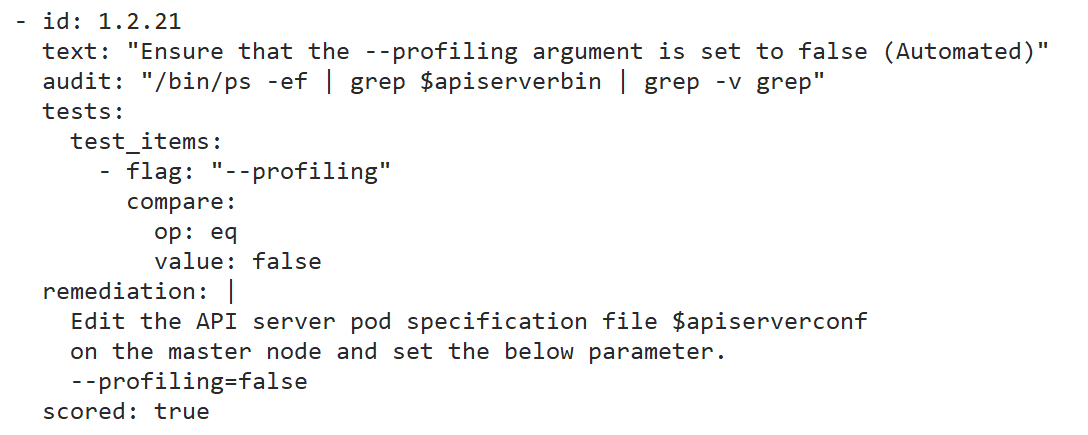 - id: 1.2.21
  text: "Ensure that the --profiling argument is set to false (Automated)"
  audit: "/bin/ps -ef | grep $apiserverbin | grep -v grep"
  tests:
    test_items:
      - flag: "--profiling"
        compare:
          op: eq
          value: false
  remediation: |
    Edit the API server pod specification file $apiserverconf
    on the master node and set the below parameter.
    --profiling=false
  scored: true